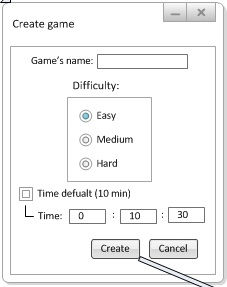 Create game
Game's name:
Difficulty:
Easy
Medium
Hard
Time defualt (10 min)
Time: 0 : 10 : 30
Create Cancel